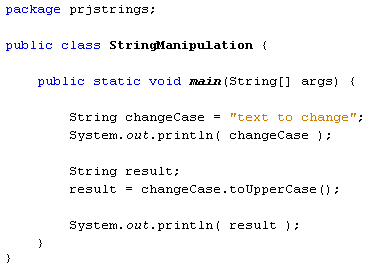 package prjstrings;
public class StringManipulation {
public static void main(String[] args) {
String changeCase = "text to change";
System.out.println( changeCase );
String result;
result = changeCase.toUpperCase();
System.out.println( result );
}
}